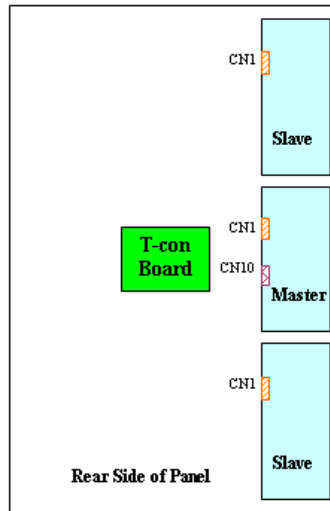 CN1
Slave
CN1
T-con
Board
CN10
Master
CN1
Slave
Rear Side of Panel